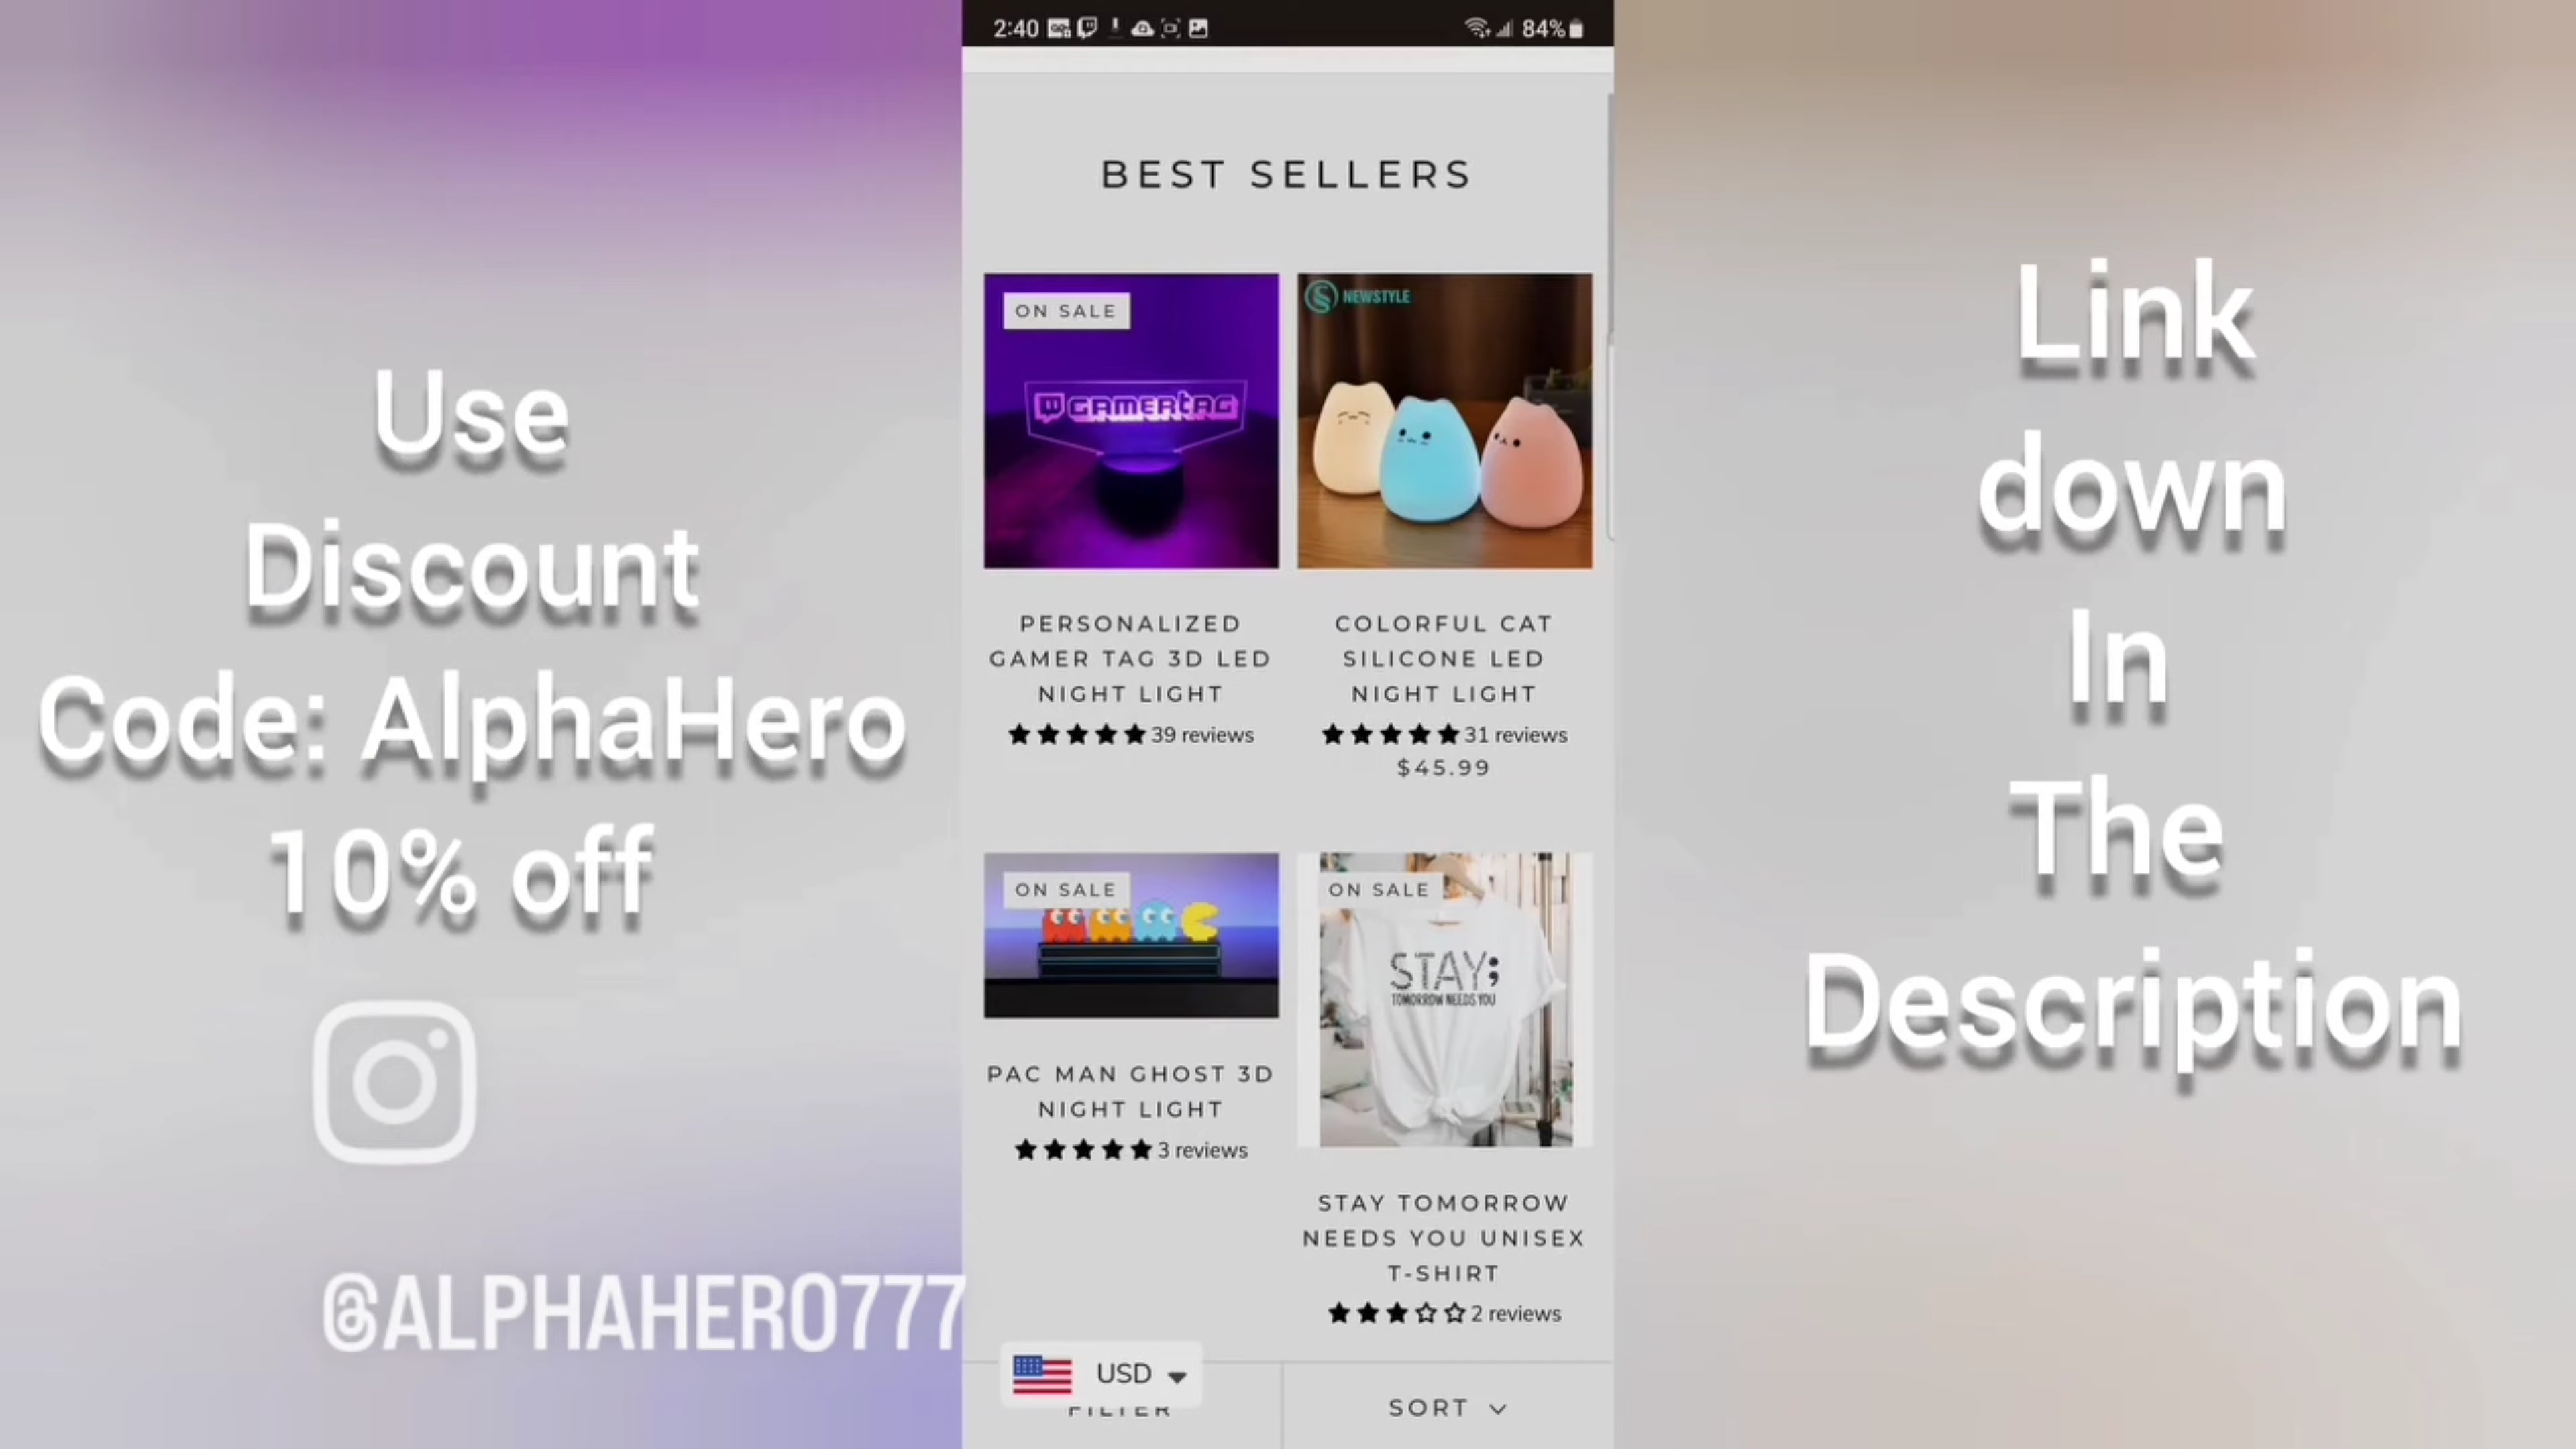 2:40
84%
BEST SELLERS
Use
Discount
Code: AlphaHero
10% off
@ALPHAHERO777
ON SALE
GAMERTAG
PERSONALIZED
GAMER TAG 3D LED
NIGHT LIGHT
39 reviews
NEWSTYLE
COLORFUL CAT
SILICONE LED
NIGHT LIGHT
31 reviews
$45.99
ON SALE
PAC MAN GHOST 3D
NIGHT LIGHT
3 reviews
ON SALE
STAY;
TOMORROW NEEDS YOU
STAY TOMORROW
NEEDS YOU UNISEX
T-SHIRT
2 reviews
USD
FILTER
SORT
Link
down
In
The
Description